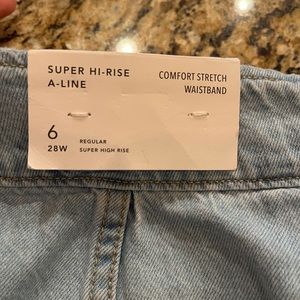 SUPER HI-RISE
A-LINE
COMFORT STRETCH
WAISTBAND
6
28W
REGULAR
SUPER HIGH RISE